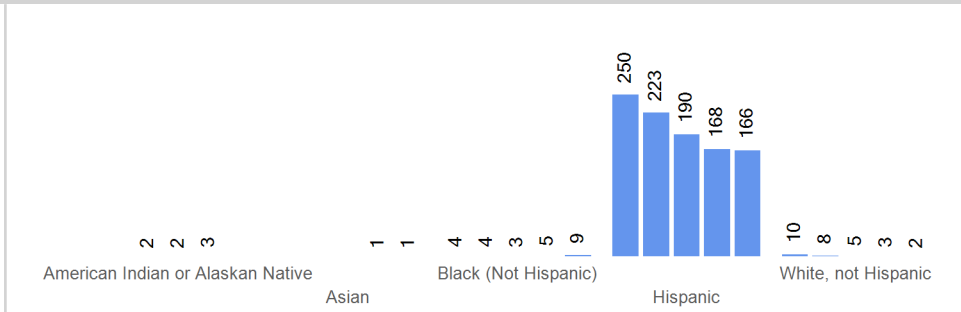 250 223 190 168 166
2 2 3 1 1 4 4 3 5 9 10 8 5 3 2
American Indian or Alaskan Native Black (Not Hispanic) White, not Hispanic
Asian Hispanic